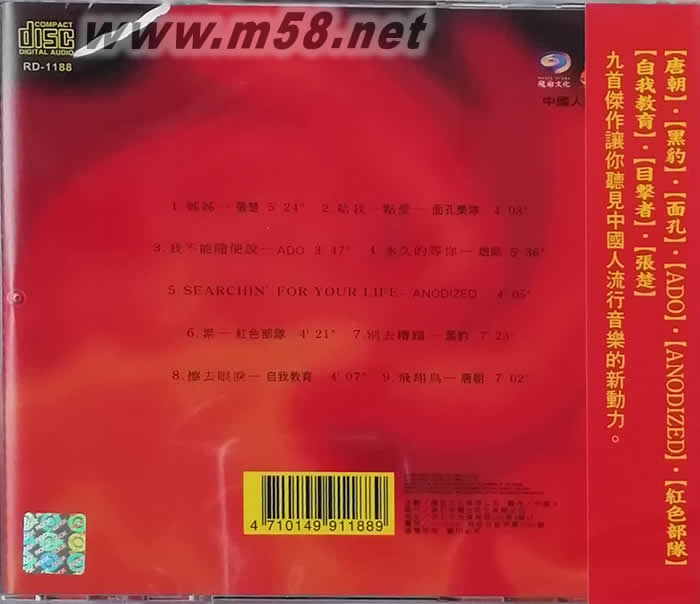 COMPACT
disc
DIGITAL AUDIO
RD-1188
www.m58.net
魔岩文化
中國人
1. 姊姊—張楚 5′24″ 2. 給我一點愛—面孔樂隊 4′03″
3. 我不能隨便說—ADO 3′47″ 4. 永久的等你—超載 5′36″
5. SEARCHIN' FOR YOUR LIFE—ANODIZED 4′05″
6. 累—紅色部隊 4′21″ 7. 別去糟蹋—黑豹 7′23″
8. 擦去眼淚—自我教育 4′07″ 9. 飛翔鳥—唐朝 7′02″
4 710149 911889
【唐朝】·【黑豹】·【面孔】·【ADO】·【ANODIZED】·【紅色部隊】
【自我教育】·【目擊者】·【張楚】
九首傑作讓你聽見中國人流行音樂的新動力。